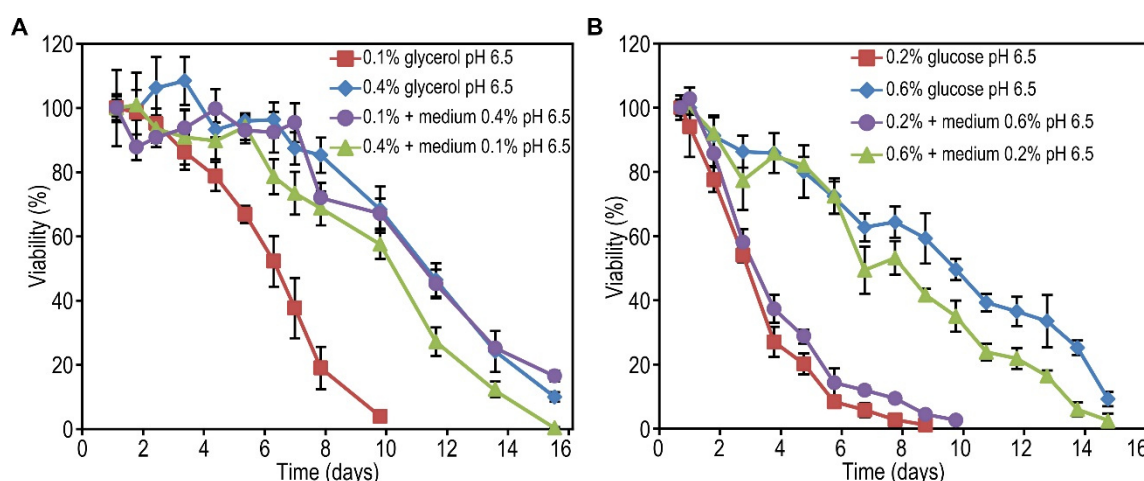 A
120
100
80
60
40
20
0
Viability (%)
0 2 4 6 8 10 12 14 16
Time (days)
0.1% glycerol pH 6.5
0.4% glycerol pH 6.5
0.1% + medium 0.4% pH 6.5
0.4% + medium 0.1% pH 6.5
B
120
100
80
60
40
20
0
Viability (%)
0 2 4 6 8 10 12 14 16
Time (days)
0.2% glucose pH 6.5
0.6% glucose pH 6.5
0.2% + medium 0.6% pH 6.5
0.6% + medium 0.2% pH 6.5